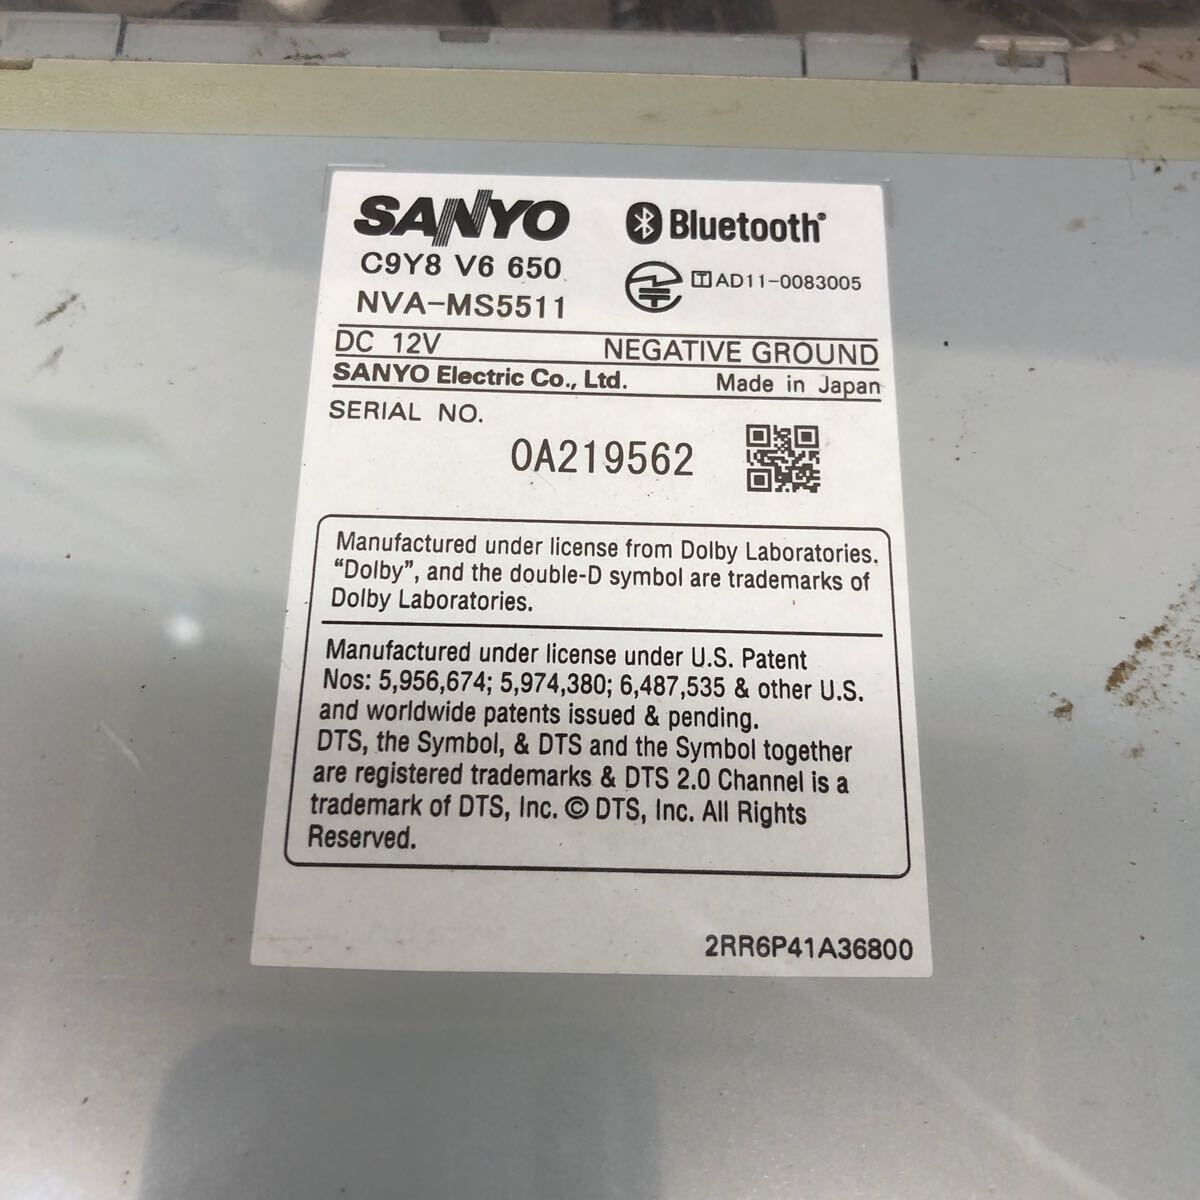 SANYO
Bluetooth®
C9Y8 V6 650
T AD11-0083005
NVA-MS5511
DC 12V NEGATIVE GROUND
SANYO Electric Co., Ltd. Made in Japan
SERIAL NO.
0A219562
Manufactured under license from Dolby Laboratories.
“Dolby”, and the double-D symbol are trademarks of
Dolby Laboratories.
Manufactured under license under U.S. Patent
Nos: 5,956,674; 5,974,380; 6,487,535 & other U.S.
and worldwide patents issued & pending.
DTS, the Symbol, & DTS and the Symbol together
are registered trademarks & DTS 2.0 Channel is a
trademark of DTS, Inc. © DTS, Inc. All Rights
Reserved.
2RR6P41A36800